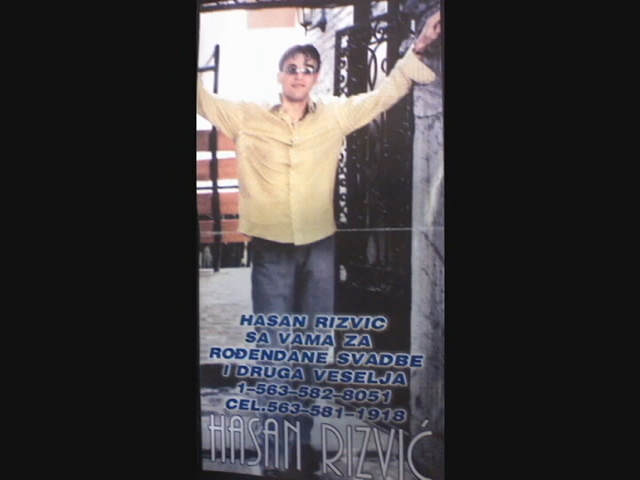 HASAN RIZVIC
SA VAMA ZA
ROĐENDANE SVADBE
I DRUGA VESELJA
1-563-582-8051
CEL.563-581-1918
HASAN RIZVIĆ